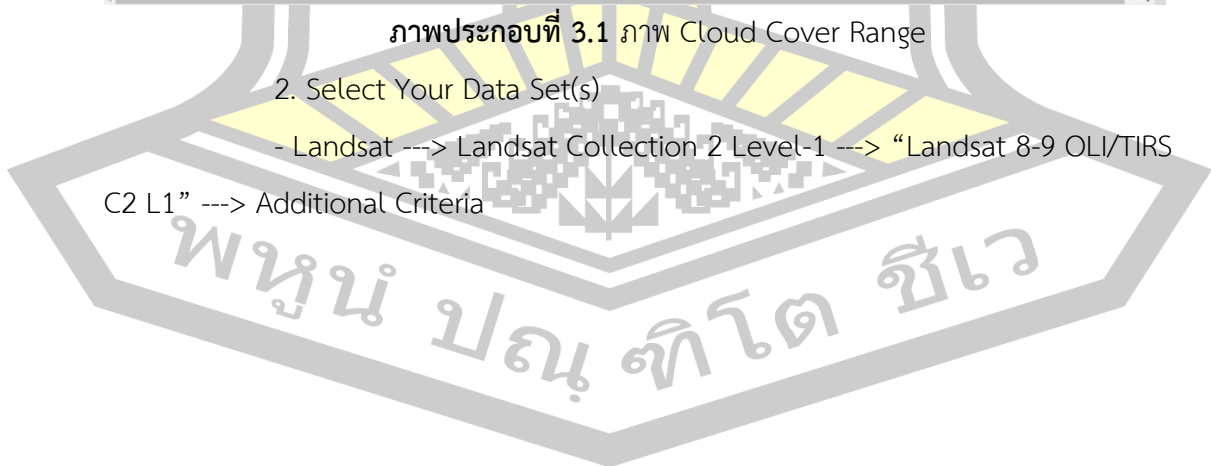 ภาพประกอบที่ 3.1 ภาพ Cloud Cover Range
2. Select Your Data Set(s)
- Landsat ---> Landsat Collection 2 Level-1 ---> “Landsat 8-9 OLI/TIRS
C2 L1” ---> Additional Criteria
พหูนํ ปณฺฑิโต ชีเว